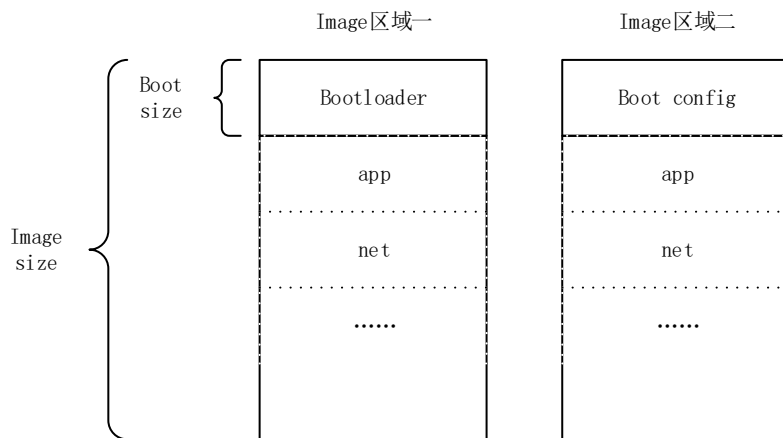 Image区域一
Image区域二
Boot
size
Bootloader
Boot config
app
app
Image
size
net
net
......
......